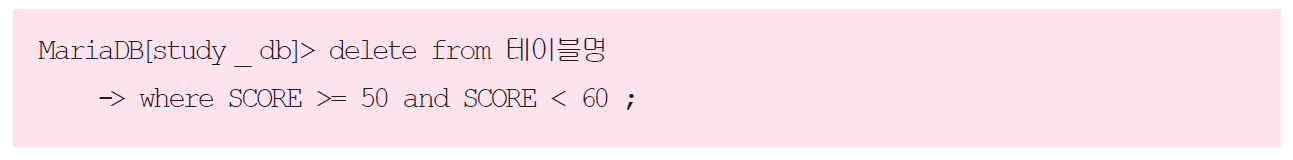 MariaDB[study _ db]> delete from 테이블명
-> where SCORE >= 50 and SCORE < 60 ;